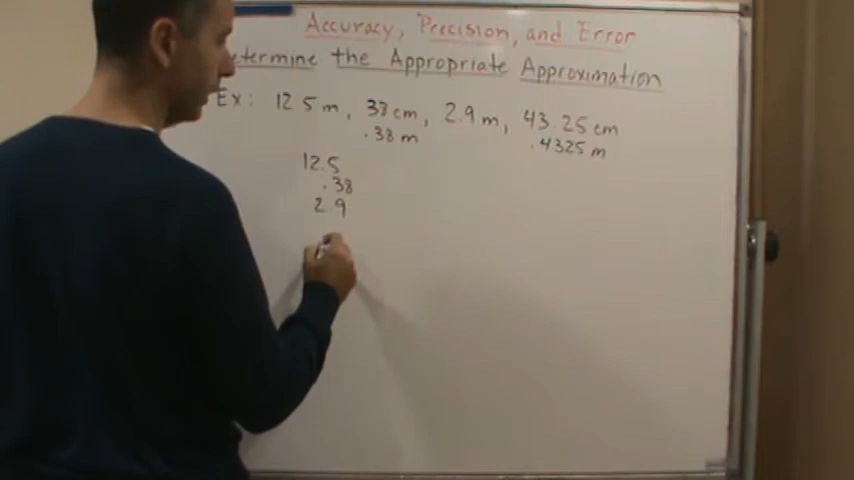 Accuracy, Precision, and Error
etermine the Appropriate Approximation
Ex: 12.5 m, 38 cm, 2.9 m, 43.25 cm
.38 m .4325 m
12.5
.38
2.9